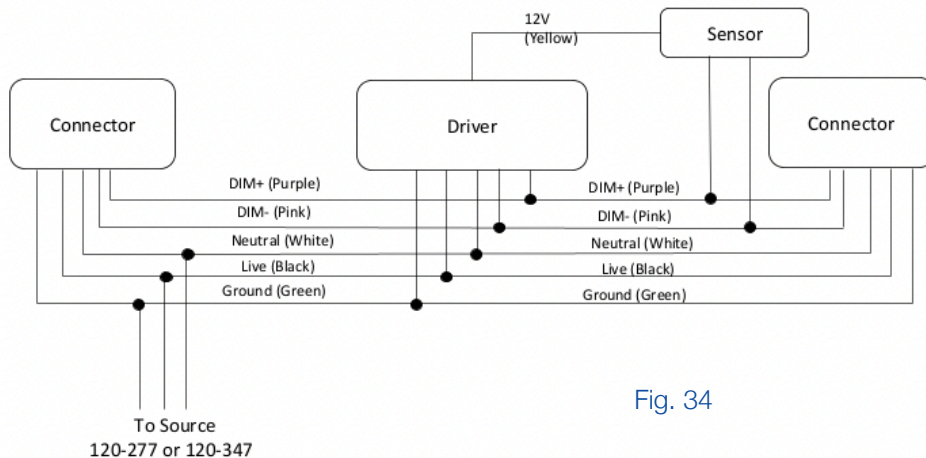 12V
(Yellow)
Sensor
Connector
Driver
Connector
DIM+ (Purple)
DIM+ (Purple)
DIM- (Pink)
DIM- (Pink)
Neutral (White)
Neutral (White)
Live (Black)
Live (Black)
Ground (Green)
Ground (Green)
To Source
120-277 or 120-347
Fig. 34